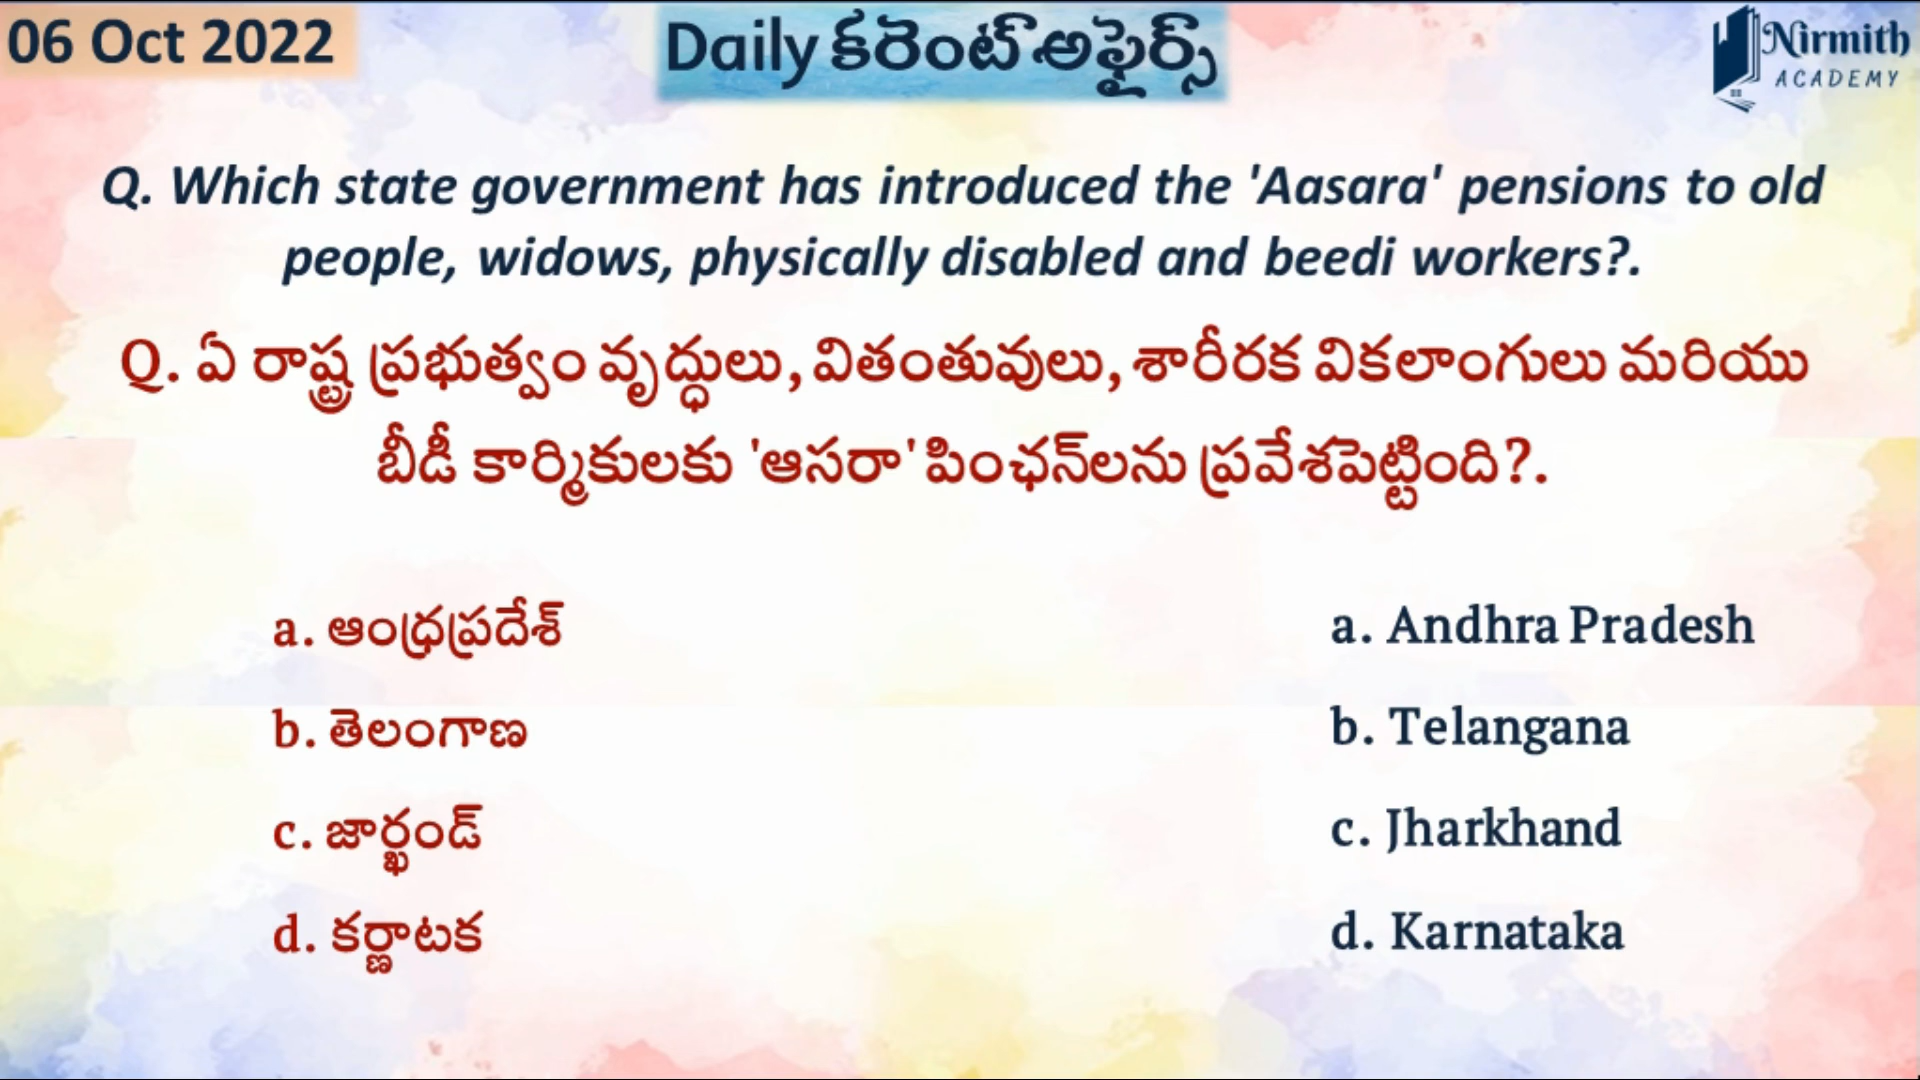 06 Oct 2022
Daily కరెంట్ అఫైర్స్
Nirmith
ACADEMY
Q. Which state government has introduced the 'Aasara' pensions to old
people, widows, physically disabled and beedi workers?.
Q. ఏ రాష్ట్ర ప్రభుత్వం వృద్ధులు, వితంతువులు, శారీరక వికలాంగులు మరియు
బీడీ కార్మికులకు 'ఆసరా' పింఛన్‌లను ప్రవేశపెట్టింది?.
a. ఆంధ్రప్రదేశ్
b. తెలంగాణ
c. జార్ఖండ్
d. కర్ణాటక
a. Andhra Pradesh
b. Telangana
c. Jharkhand
d. Karnataka